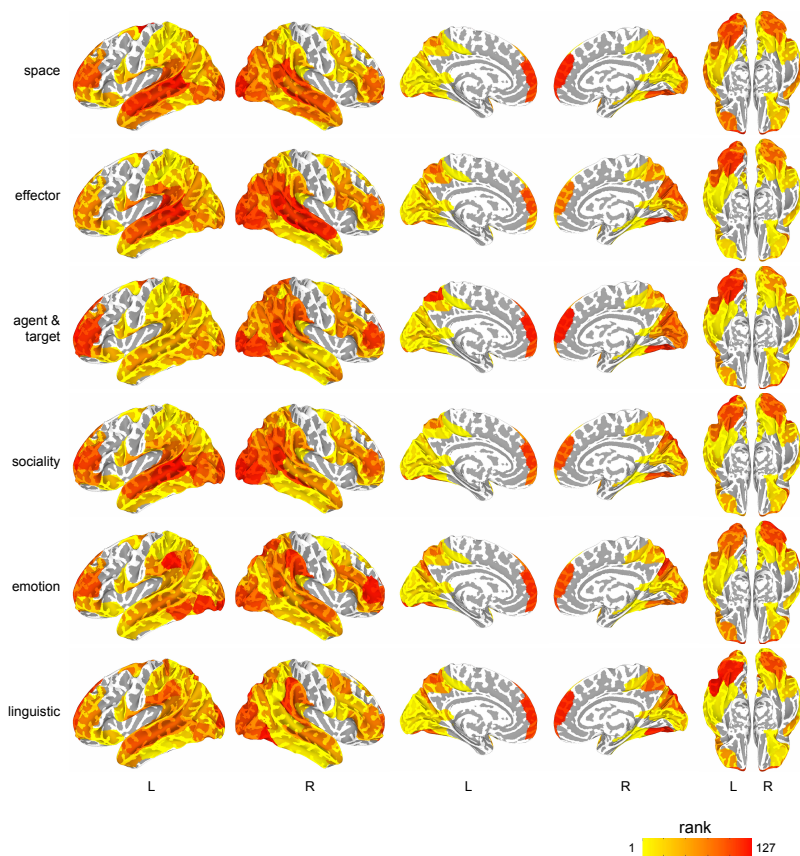 space
effector
agent &
target
sociality
emotion
linguistic
L R L R L R
rank
1 127